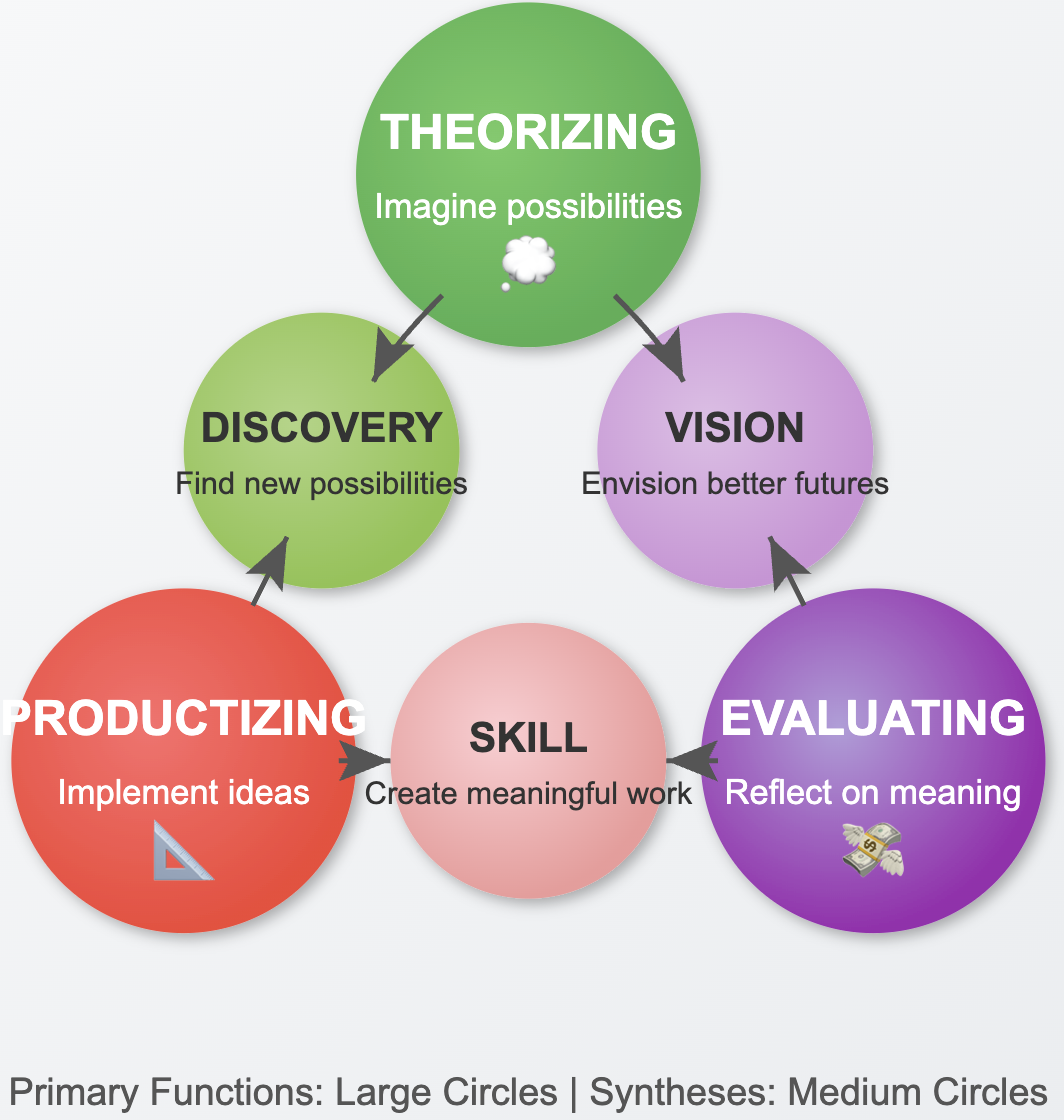 THEORIZING
Imagine possibilities
DISCOVERY
Find new possibilities
VISION
Envision better futures
PRODUCTIZING
Implement ideas
SKILL
Create meaningful work
EVALUATING
Reflect on meaning
Primary Functions: Large Circles | Syntheses: Medium Circles